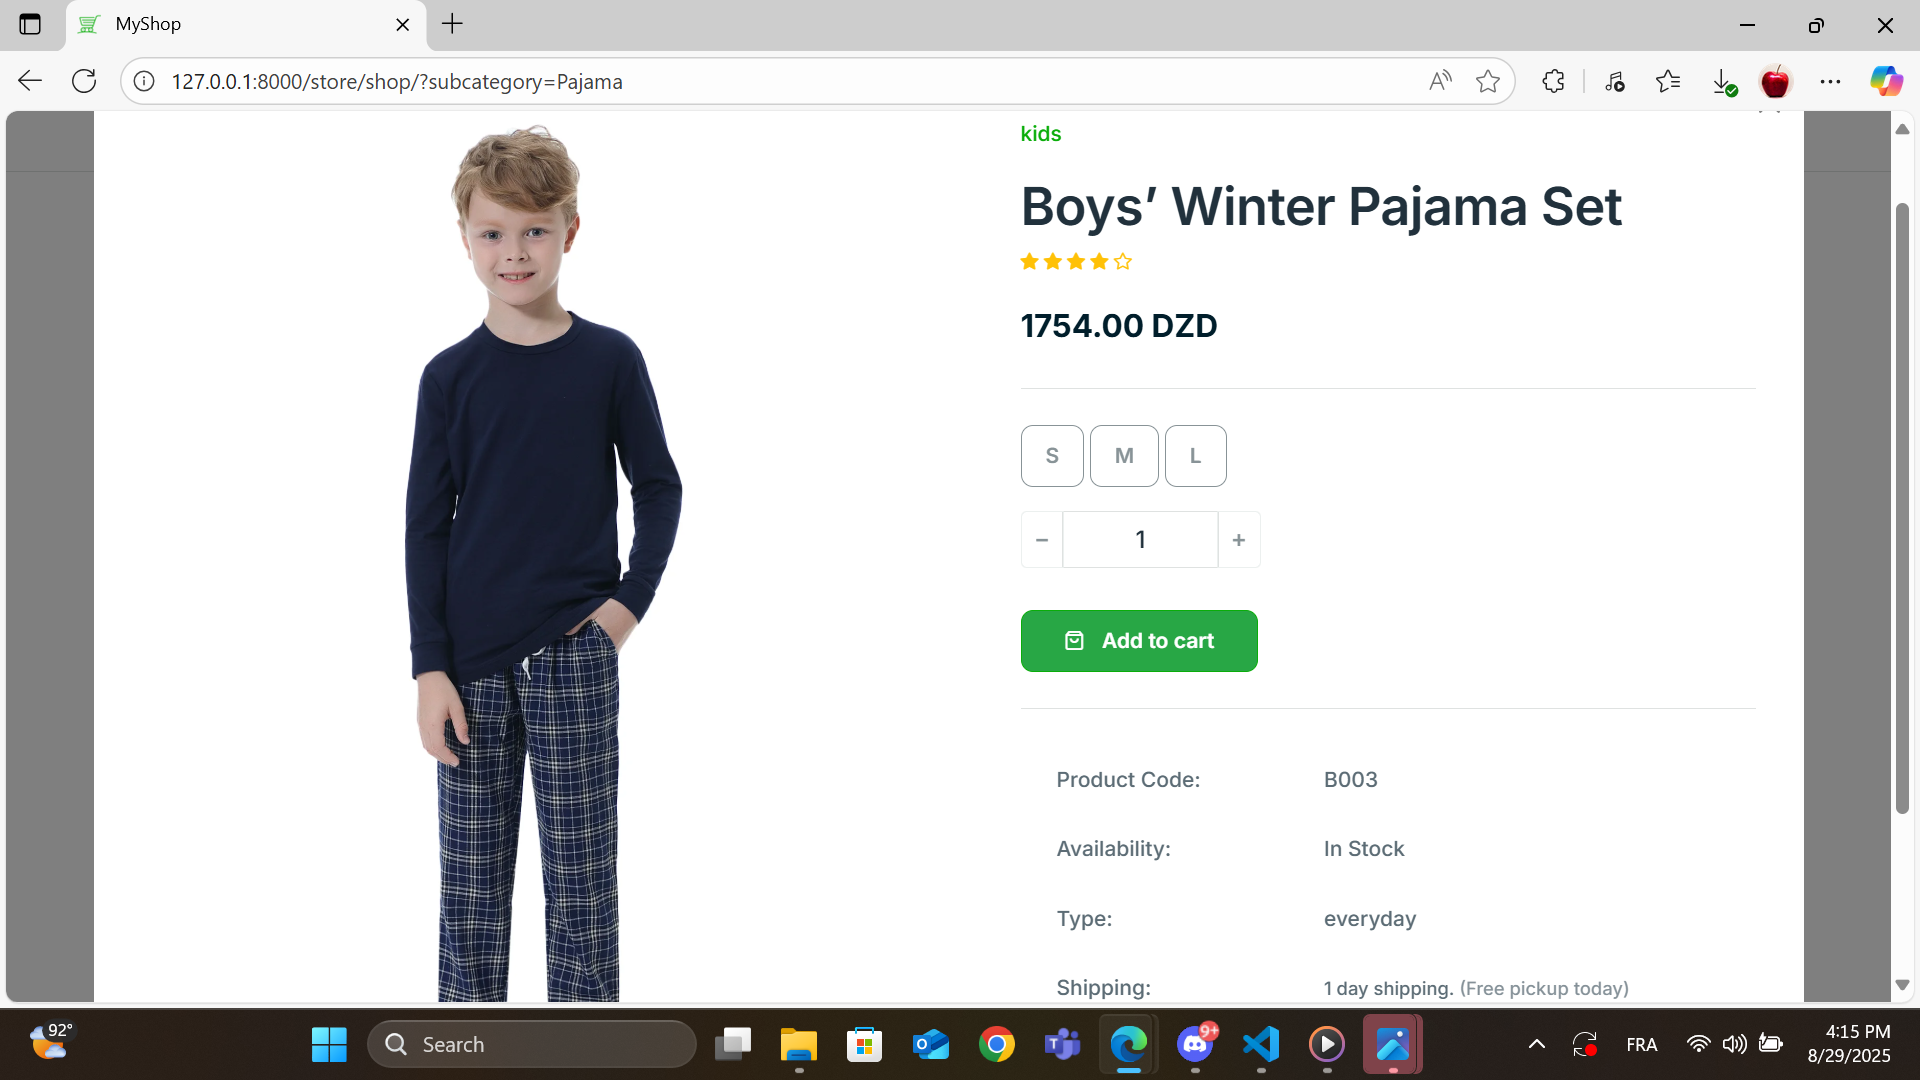 MyShop
127.0.0.1:8000/store/shop/?subcategory=Pajama
kids
Boys’ Winter Pajama Set
1754.00 DZD
S M L
− 1 +
Add to cart
Product Code: B003
Availability: In Stock
Type: everyday
Shipping: 1 day shipping. (Free pickup today)
92°
Search
9+
FRA
4:15 PM
8/29/2025